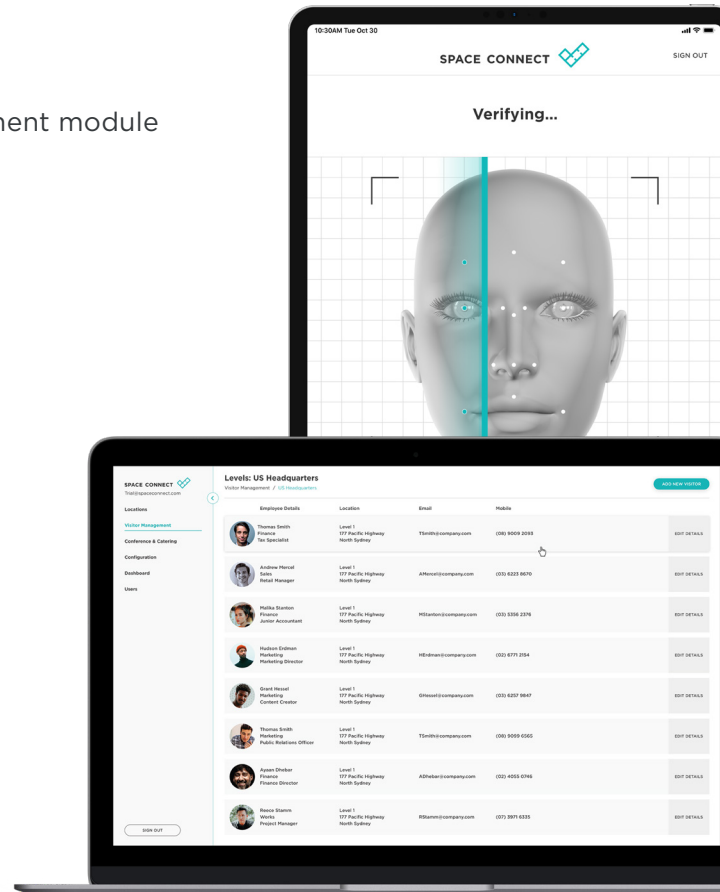 nent module
10:30AM Tue Oct 30
SPACE CONNECT
SIGN OUT
Verifying...
SPACE CONNECT
Trial@spaceconnect.com
Locations
Visitor Management
Conference & Catering
Configuration
Dashboard
Users
SIGN OUT
Levels: US Headquarters
Visitor Management / US Headquarters
ADD NEW VISITOR
Employee Details Location Email Mobile
Thomas Smith Level 1
Finance 177 Pacific Highway TSmith@company.com (08) 9009 2093 EDIT DETAILS
Tax Specialist North Sydney
Andrew Mercel Level 1
Sales 177 Pacific Highway AMercel@company.com (03) 6223 8670 EDIT DETAILS
Retail Manager North Sydney
Malika Stanton Level 1
Finance 177 Pacific Highway MStanton@company.com (03) 5356 2376 EDIT DETAILS
Junior Accountant North Sydney
Hudson Erdman Level 1
Marketing 177 Pacific Highway HErdman@company.com (02) 6771 2154 EDIT DETAILS
Marketing Director North Sydney
Grant Hessel Level 1
Marketing 177 Pacific Highway GHessel@company.com (03) 6257 9847 EDIT DETAILS
Content Creator North Sydney
Thomas Smith Level 1
Marketing 177 Pacific Highway TSmith@company.com (08) 9009 6565 EDIT DETAILS
Public Relations Officer North Sydney
Ayaan Dhebar Level 1
Finance 177 Pacific Highway ADhebar@company.com (02) 4055 0746 EDIT DETAILS
Finance Director North Sydney
Reece Stamm Level 1
Works 177 Pacific Highway RStamm@company.com (07) 3971 6335 EDIT DETAILS
Project Manager North Sydney